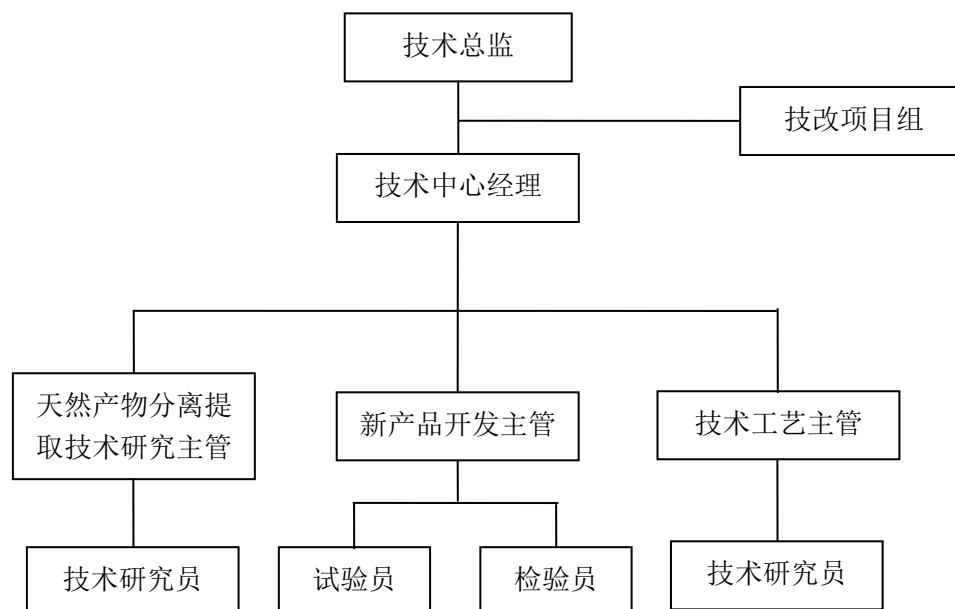 技术总监
技改项目组
技术中心经理
天然产物分离提
取技术研究主管
新产品开发主管
技术工艺主管
技术研究员
试验员
检验员
技术研究员